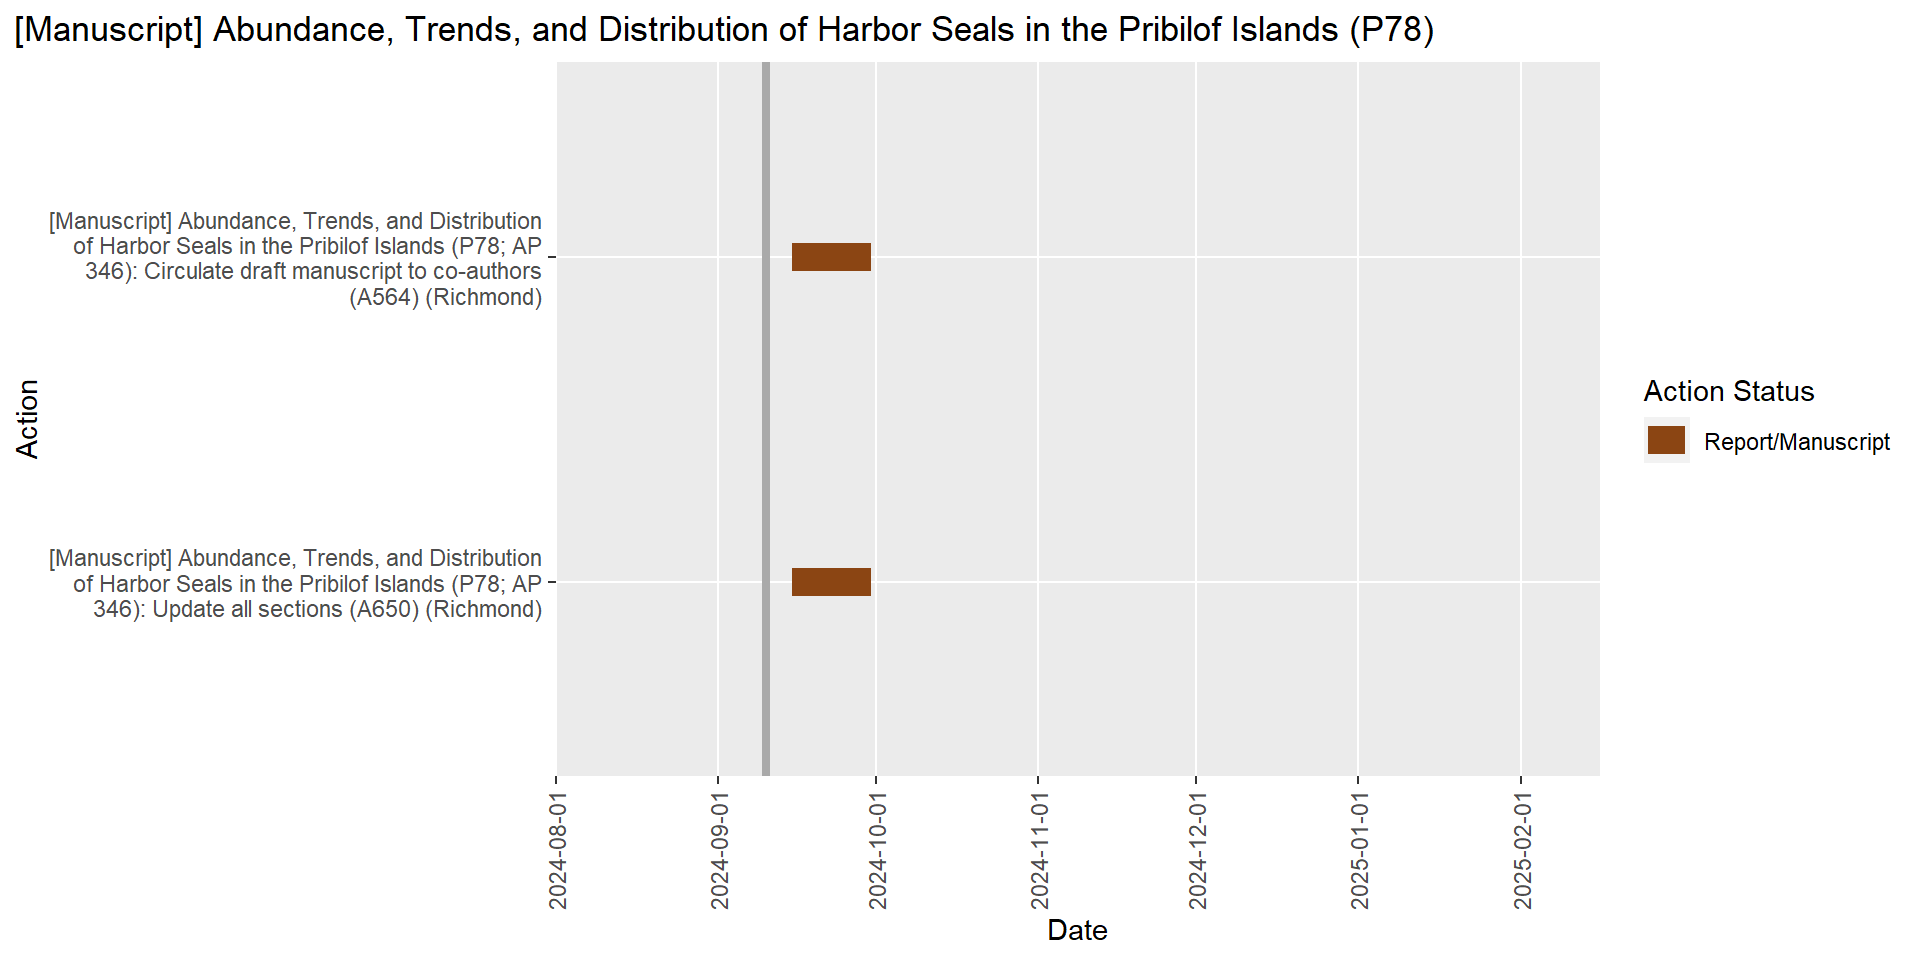 [Manuscript] Abundance, Trends, and Distribution of Harbor Seals in the Pribilof Islands (P78)
Action
[Manuscript] Abundance, Trends, and Distribution
of Harbor Seals in the Pribilof Islands (P78; AP
346): Circulate draft manuscript to co-authors
(A564) (Richmond)
[Manuscript] Abundance, Trends, and Distribution
of Harbor Seals in the Pribilof Islands (P78; AP
346): Update all sections (A650) (Richmond)
Action Status
Report/Manuscript
2024-08-01
2024-09-01
2024-10-01
2024-11-01
2024-12-01
2025-01-01
2025-02-01
Date